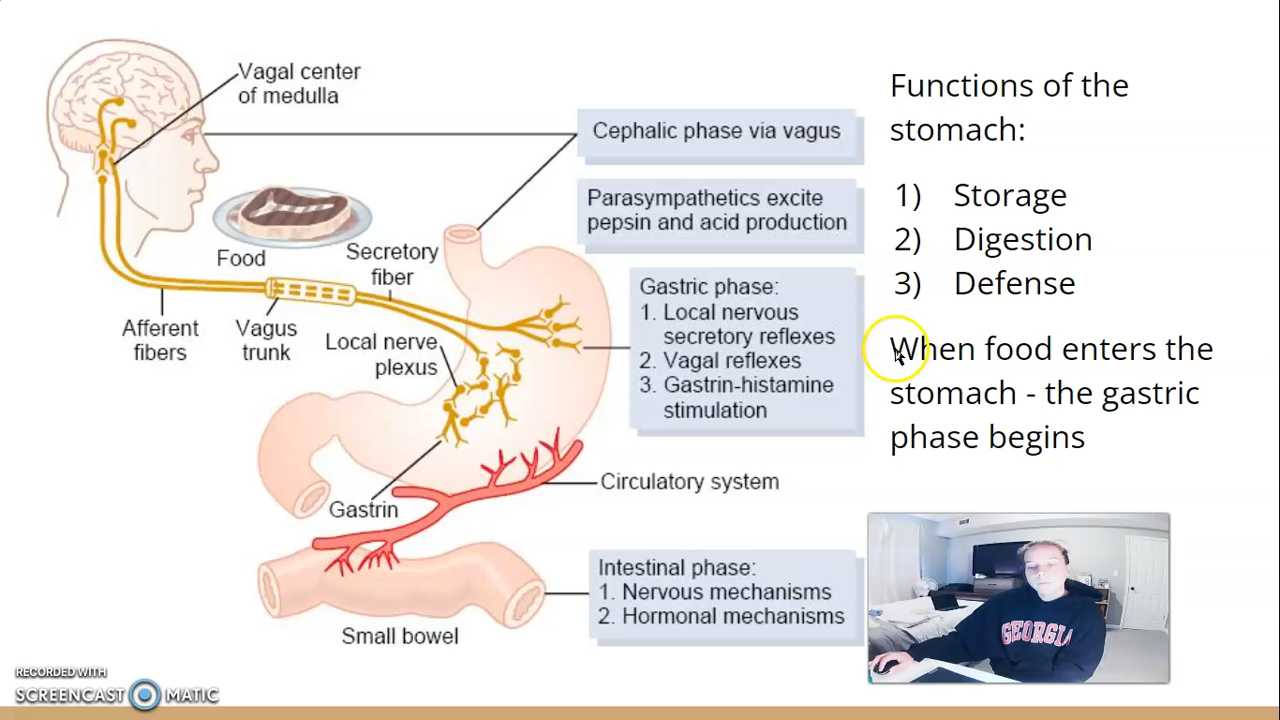 Vagal center
of medulla
Cephalic phase via vagus
Parasympathetics excite
pepsin and acid production
Food
Secretory
fiber
Afferent
fibers
Vagus
trunk
Local nerve
plexus
Gastric phase:
1. Local nervous
secretory reflexes
2. Vagal reflexes
3. Gastrin-histamine
stimulation
Gastrin
Circulatory system
Intestinal phase:
1. Nervous mechanisms
2. Hormonal mechanisms
Small bowel
Functions of the
stomach:
1) Storage
2) Digestion
3) Defense
When food enters the
stomach - the gastric
phase begins
GEORGIA
RECORDED WITH
SCREENCAST MATIC